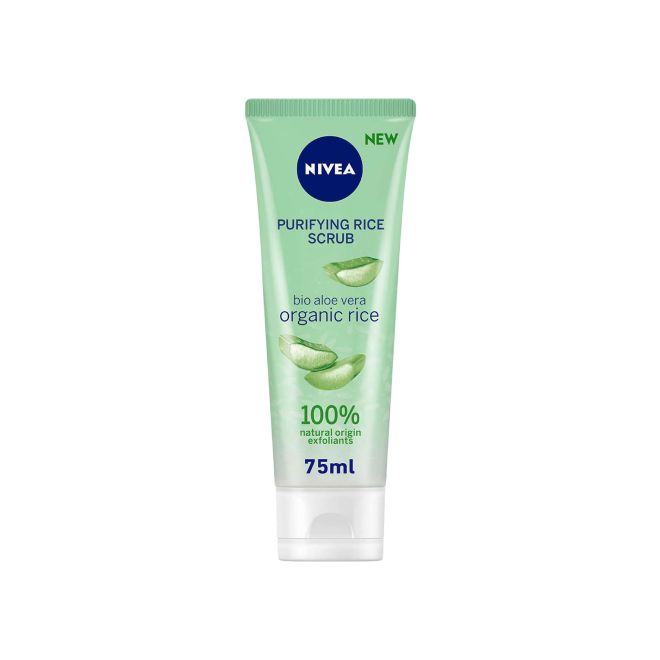 NEW
NIVEA
PURIFYING RICE
SCRUB
bio aloe vera
organic rice
100%
natural origin
exfoliants
75ml